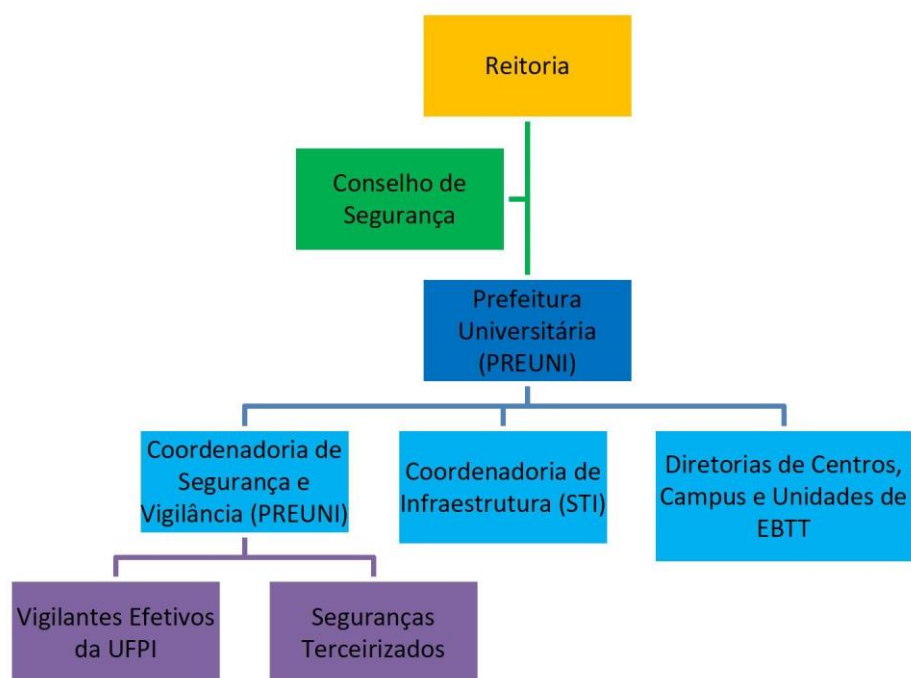 Reitoria
Conselho de
Segurança
Prefeitura
Universitária
(PREUNI)
Coordenadoria de
Segurança e
Vigilância (PREUNI)
Coordenadoria de
Infraestrutura (STI)
Diretorias de Centros,
Campus e Unidades de
EBTT
Vigilantes Efetivos
da UFPI
Seguranças
Terceirizados